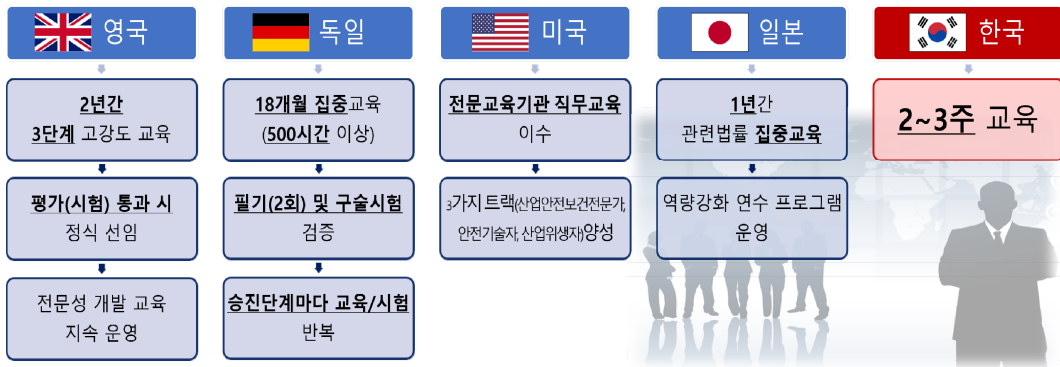 영국
2년간
3단계 고강도 교육
평가(시험) 통과 시
정식 선임
전문성 개발 교육
지속 운영
독일
18개월 집중교육
(500시간 이상)
필기(2회) 및 구술시험
검증
승진단계마다 교육/시험
반복
미국
전문교육기관 직무교육
이수
3가지 트랙(산업안전보건전문가,
안전기술자, 산업위생자)양성
일본
1년간
관련법률 집중교육
역량강화 연수 프로그램
운영
한국
2~3주 교육